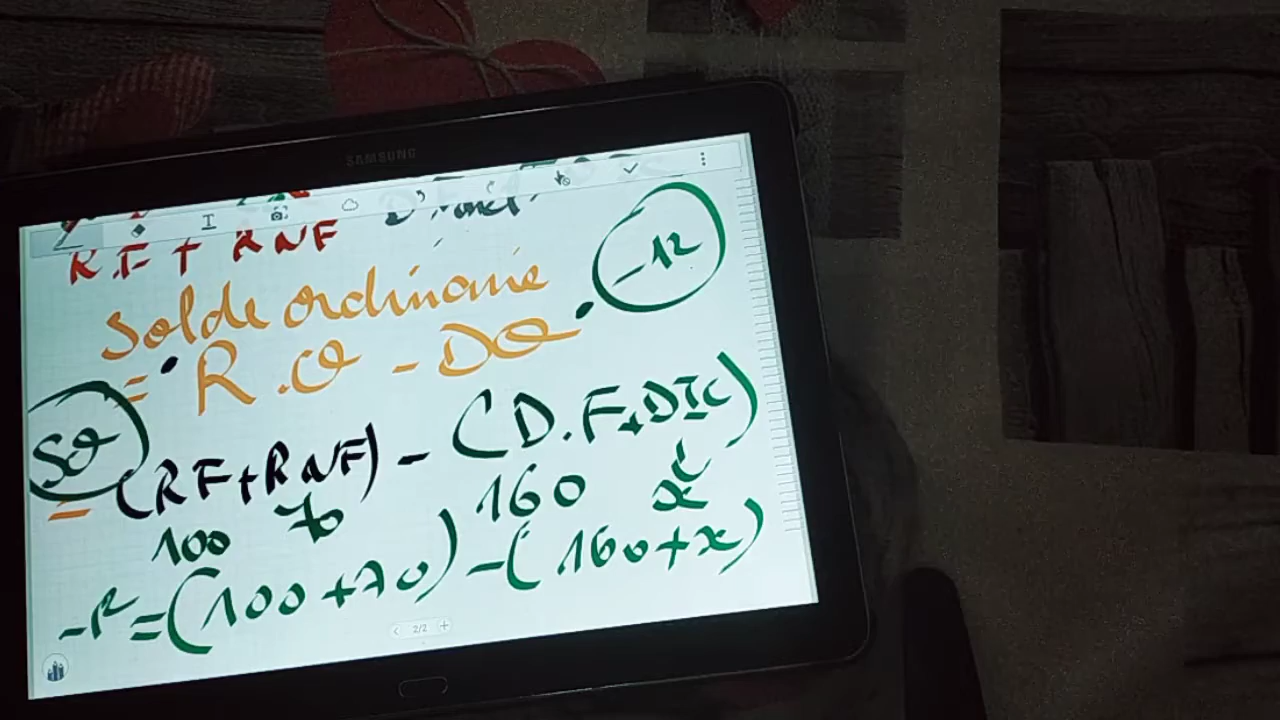 SAMSUNG
R.F + RNF
-12
Solde ordinaire
= R.O - DO
SO
= (RF+RNF) - (D.F+DIC)
100 70 160 x
-12 = (100+70) - (160+x)
2/2